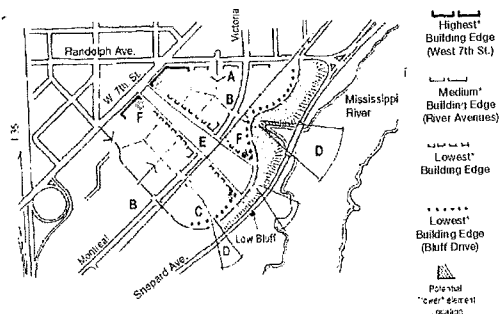 Victoria
Randolph Ave.
W. 7th St.
A
B
F
I 35
E
F
B
C
D
D
Mississippi
River
Low Bluff
Montreal
Shepard Ave.
Highest*
Building Edge
(West 7th St.)
Medium*
Building Edge
(River Avenues)
Lowest*
Building Edge
Lowest*
Building Edge
(Bluff Drive)
Potential
"tower" element
location